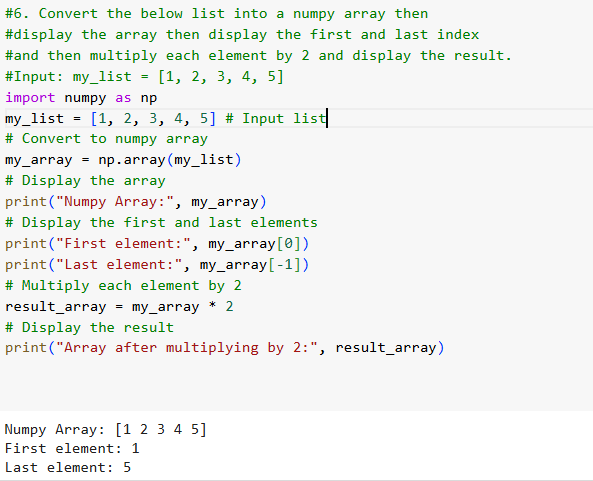 #6. Convert the below list into a numpy array then
#display the array then display the first and last index
#and then multiply each element by 2 and display the result.
#Input: my_list = [1, 2, 3, 4, 5]
import numpy as np
my_list = [1, 2, 3, 4, 5] # Input list
# Convert to numpy array
my_array = np.array(my_list)
# Display the array
print("Numpy Array:", my_array)
# Display the first and last elements
print("First element:", my_array[0])
print("Last element:", my_array[-1])
# Multiply each element by 2
result_array = my_array * 2
# Display the result
print("Array after multiplying by 2:", result_array)
Numpy Array: [1 2 3 4 5]
First element: 1
Last element: 5